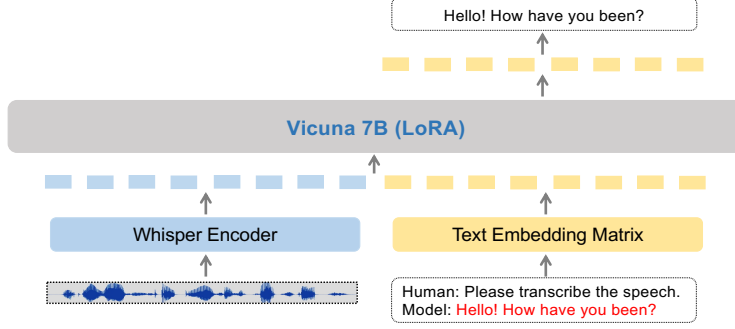 Hello! How have you been?
Vicuna 7B (LoRA)
Whisper Encoder
Text Embedding Matrix
Human: Please transcribe the speech.
Model: Hello! How have you been?